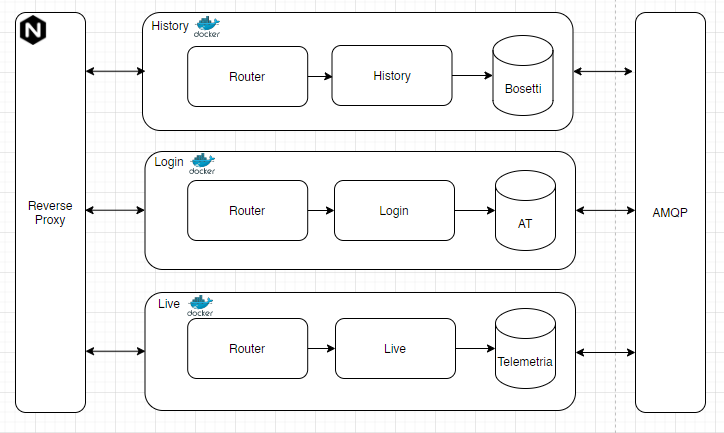 N
History
docker
Router
History
Bosetti
Login
docker
Router
Login
AT
Reverse
Proxy
AMQP
Live
docker
Router
Live
Telemetria